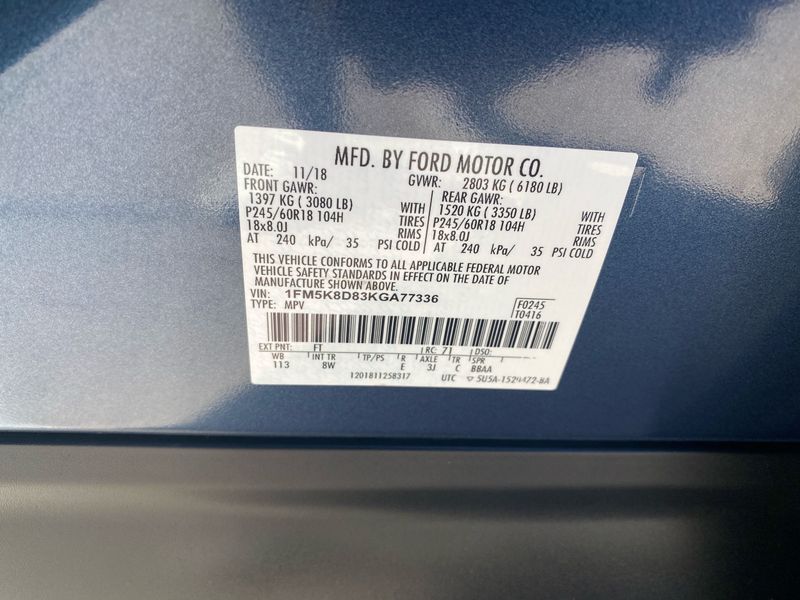 MFD. BY FORD MOTOR CO.
DATE: 11/18 GVWR: 2803 KG ( 6180 LB)
FRONT GAWR: REAR GAWR:
1397 KG ( 3080 LB) WITH 1520 KG ( 3350 LB) WITH
P245/60R18 104H TIRES P245/60R18 104H TIRES
18x8.0J RIMS 18x8.0J RIMS
AT 240 kPa/ 35 PSI COLD AT 240 kPa/ 35 PSI COLD
THIS VEHICLE CONFORMS TO ALL APPLICABLE FEDERAL MOTOR
VEHICLE SAFETY STANDARDS IN EFFECT ON THE DATE OF
MANUFACTURE SHOWN ABOVE.
VIN: 1FM5K8D83KGA77336 F0245
TYPE: MPV T0416
EXT PNT: FT RC: 71 DSO:
WB INT TR TP/PS R AXLE TR SPR
113 8W E 3J C BBAA
1201811258317 UTC 5U5A-1520472-BA